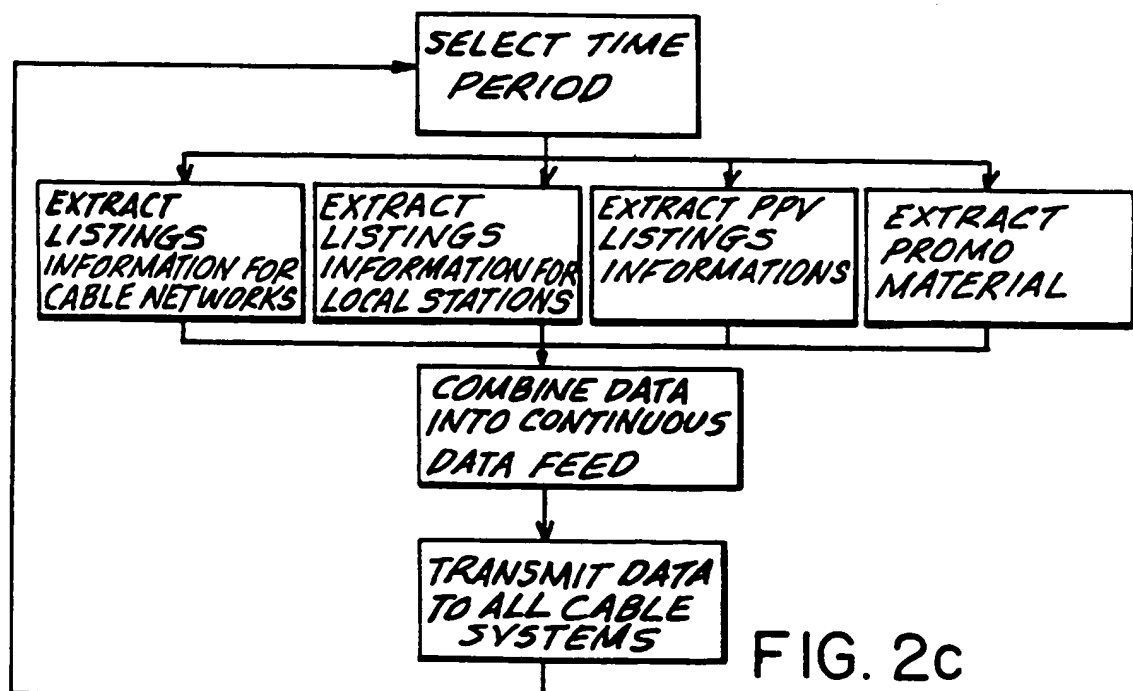 SELECT TIME
PERIOD
EXTRACT
LISTINGS
INFORMATION FOR
CABLE NETWORKS
EXTRACT
LISTINGS
INFORMATION FOR
LOCAL STATIONS
EXTRACT PPV
LISTINGS
INFORMATIONS
EXTRACT
PROMO
MATERIAL
COMBINE DATA
INTO CONTINUOUS
DATA FEED
TRANSMIT DATA
TO ALL CABLE
SYSTEMS
FIG. 2c